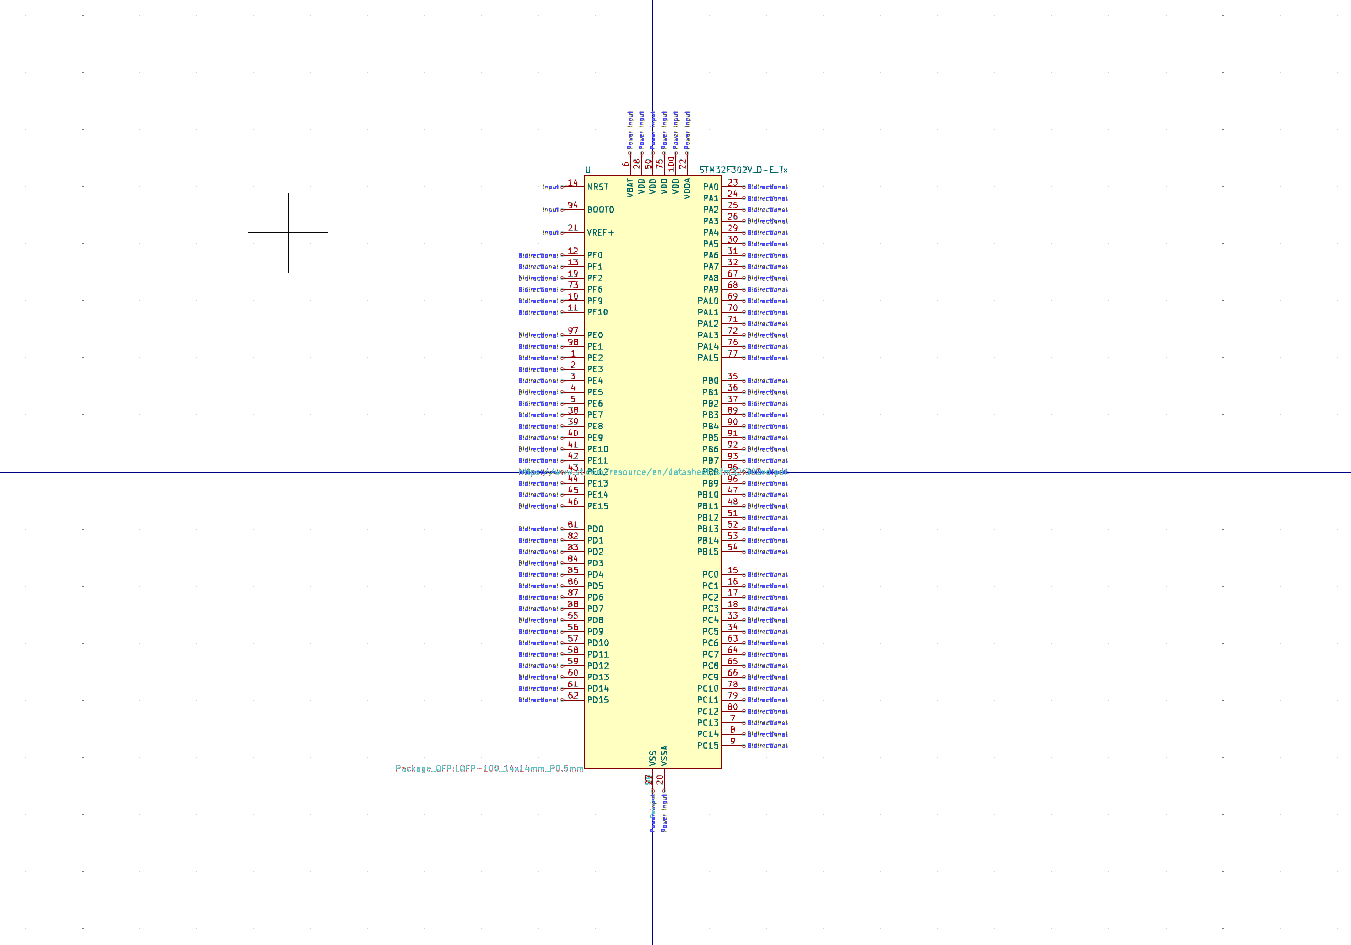 Power Input Power Input Power Input Power Input Power Input Power Input
6 28 50 75 100 22
U STM32F302V_D-E_Tx
VBAT VDD VDD VDD VDD VDDA
Input 14 NRST PA0 23 Bidirectional
PA1 24 Bidirectional
Input 94 BOOT0 PA2 25 Bidirectional
PA3 26 Bidirectional
Input 21 VREF+ PA4 29 Bidirectional
PA5 30 Bidirectional
Bidirectional 12 PF0 PA6 31 Bidirectional
Bidirectional 13 PF1 PA7 32 Bidirectional
Bidirectional 19 PF2 PA8 67 Bidirectional
Bidirectional 73 PF6 PA9 68 Bidirectional
Bidirectional 10 PF9 PA10 69 Bidirectional
Bidirectional 11 PF10 PA11 70 Bidirectional
PA12 71 Bidirectional
Bidirectional 97 PE0 PA13 72 Bidirectional
Bidirectional 98 PE1 PA14 76 Bidirectional
Bidirectional 1 PE2 PA15 77 Bidirectional
Bidirectional 2 PE3
Bidirectional 3 PE4 PB0 35 Bidirectional
Bidirectional 4 PE5 PB1 36 Bidirectional
Bidirectional 5 PE6 PB2 37 Bidirectional
Bidirectional 38 PE7 PB3 89 Bidirectional
Bidirectional 39 PE8 PB4 90 Bidirectional
Bidirectional 40 PE9 PB5 91 Bidirectional
Bidirectional 41 PE10 PB6 92 Bidirectional
Bidirectional 42 PE11 PB7 93 Bidirectional
43 PE12 95
Bidirectional 44 PE13 PB9 96 Bidirectional
Bidirectional 45 PE14 PB10 47 Bidirectional
Bidirectional 46 PE15 PB11 48 Bidirectional
PB12 51 Bidirectional
Bidirectional 81 PD0 PB13 52 Bidirectional
Bidirectional 82 PD1 PB14 53 Bidirectional
Bidirectional 83 PD2 PB15 54 Bidirectional
Bidirectional 84 PD3
Bidirectional 85 PD4 PC0 15 Bidirectional
Bidirectional 86 PD5 PC1 16 Bidirectional
Bidirectional 87 PD6 PC2 17 Bidirectional
Bidirectional 88 PD7 PC3 18 Bidirectional
Bidirectional 55 PD8 PC4 33 Bidirectional
Bidirectional 56 PD9 PC5 34 Bidirectional
Bidirectional 57 PD10 PC6 63 Bidirectional
Bidirectional 58 PD11 PC7 64 Bidirectional
Bidirectional 59 PD12 PC8 65 Bidirectional
Bidirectional 60 PD13 PC9 66 Bidirectional
Bidirectional 61 PD14 PC10 78 Bidirectional
Bidirectional 62 PD15 PC11 79 Bidirectional
PC12 80 Bidirectional
PC13 7 Bidirectional
PC14 8 Bidirectional
PC15 9 Bidirectional
VSS VSSA
Package_QFP:LQFP-100_14x14mm_P0.5mm
20
Power Input